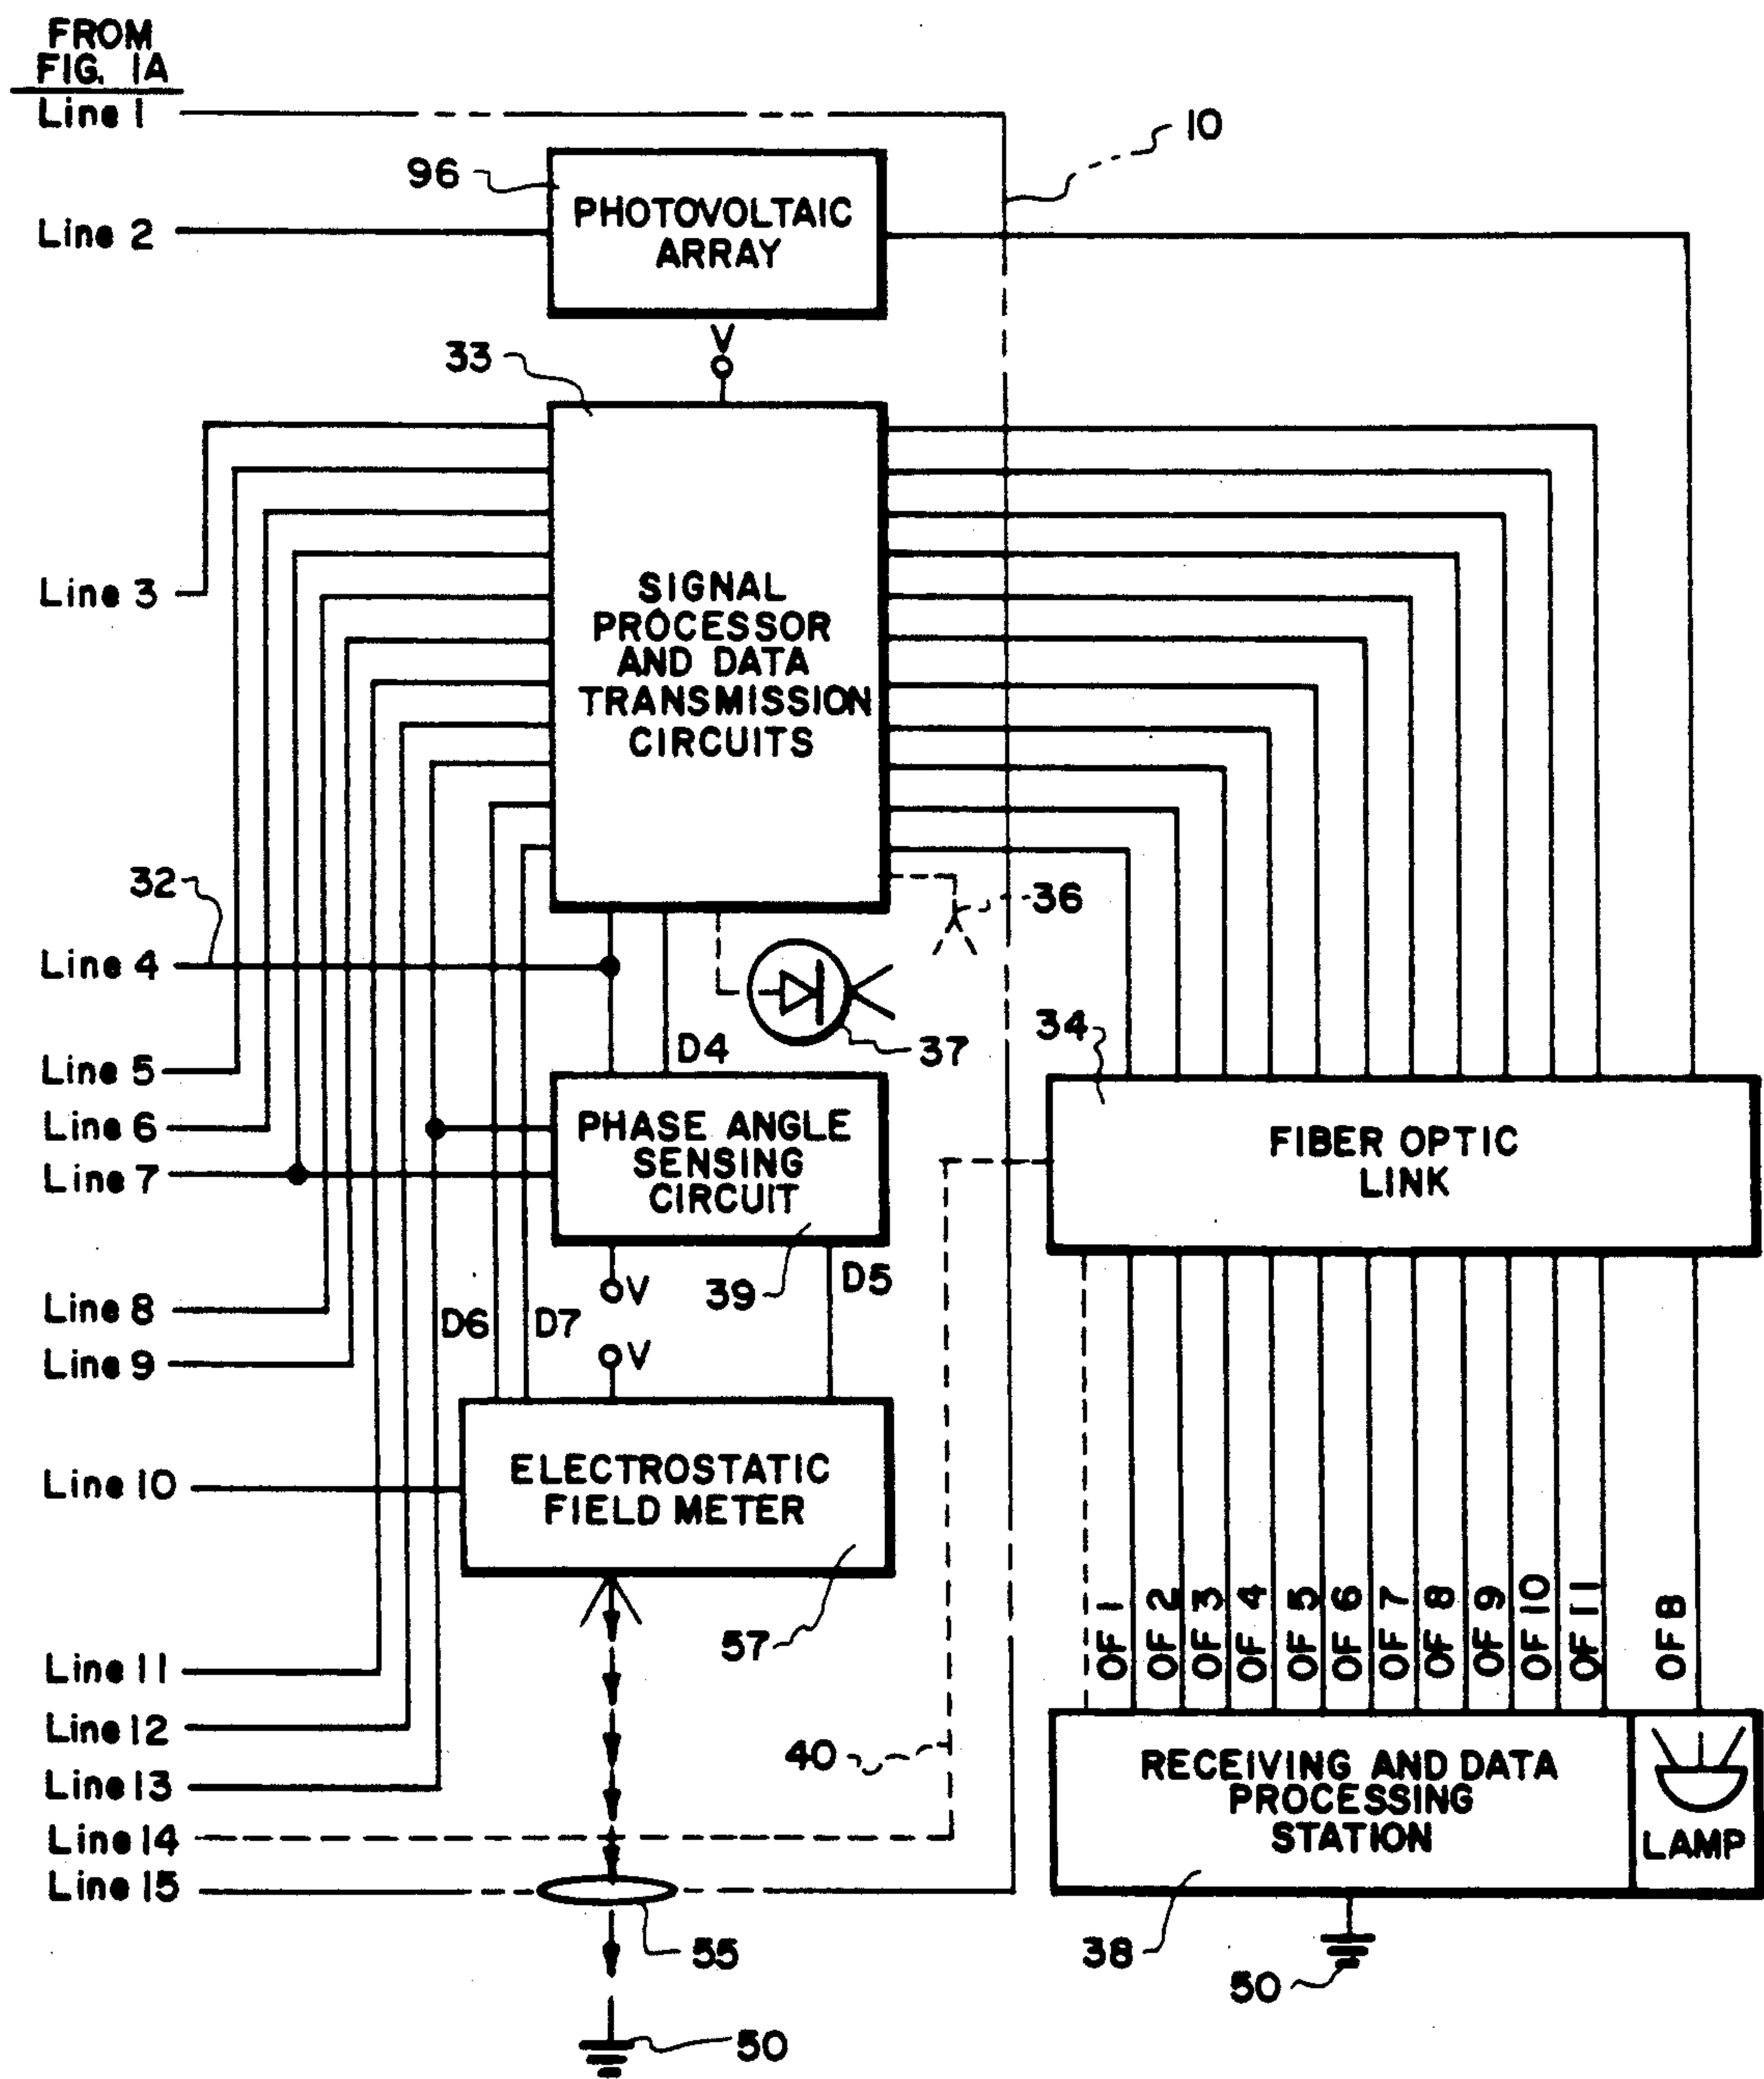 FROM
FIG. 1A
Line 1
10
96
PHOTOVOLTAIC
ARRAY
Line 2
V
33
SIGNAL
PROCESSOR
AND DATA
TRANSMISSION
CIRCUITS
Line 3
32
36
Line 4
37
34
D4
Line 5
Line 6
Line 7
PHASE ANGLE
SENSING
CIRCUIT
FIBER OPTIC
LINK
39
D5
V
Line 8
D6
D7
V
Line 9
Line 10
ELECTROSTATIC
FIELD METER
57
OF 1
OF 2
OF 3
OF 4
OF 5
OF 6
OF 7
OF 8
OF 9
OF 10
OF 11
OF B
Line 11
Line 12
Line 13
40
RECEIVING AND DATA
PROCESSING
STATION
LAMP
Line 14
Line 15
55
38
50
50